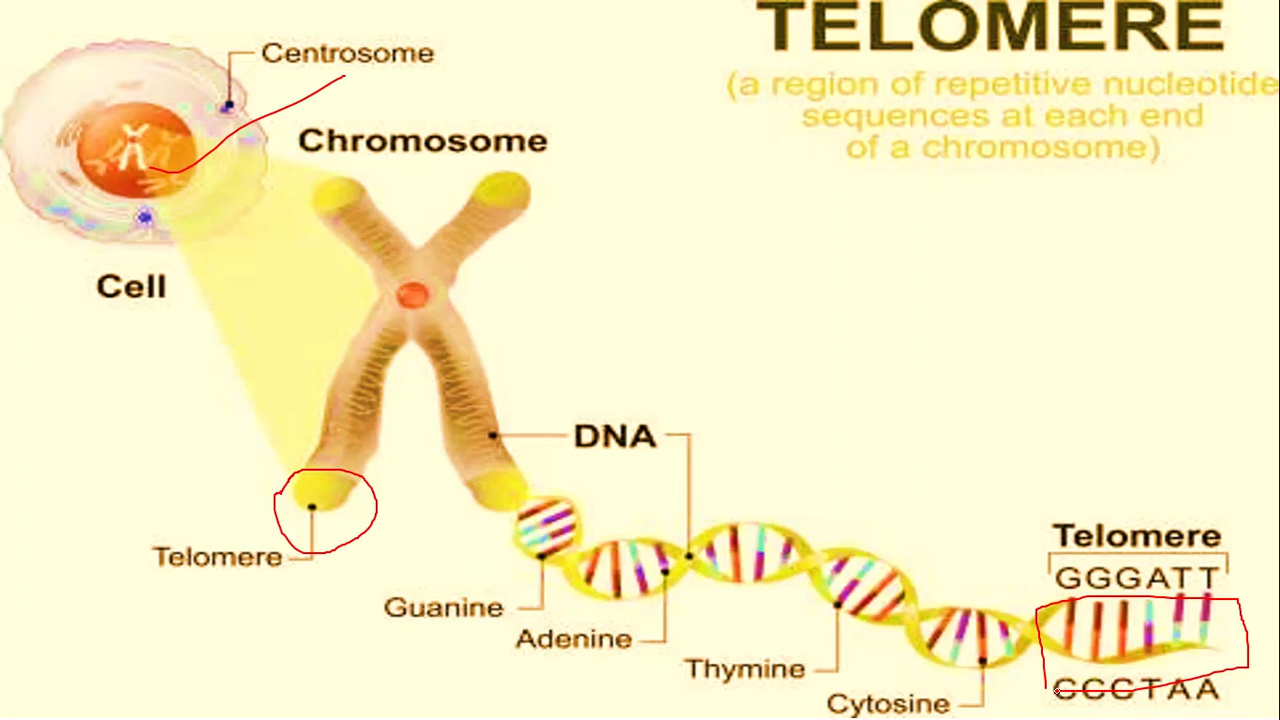 TELOMERE
(a region of repetitive nucleotide
sequences at each end
of a chromosome)
Centrosome
Chromosome
Cell
DNA
Telomere
Guanine
Adenine
Thymine
Cytosine
Telomere
GGGATT
CCCTAA